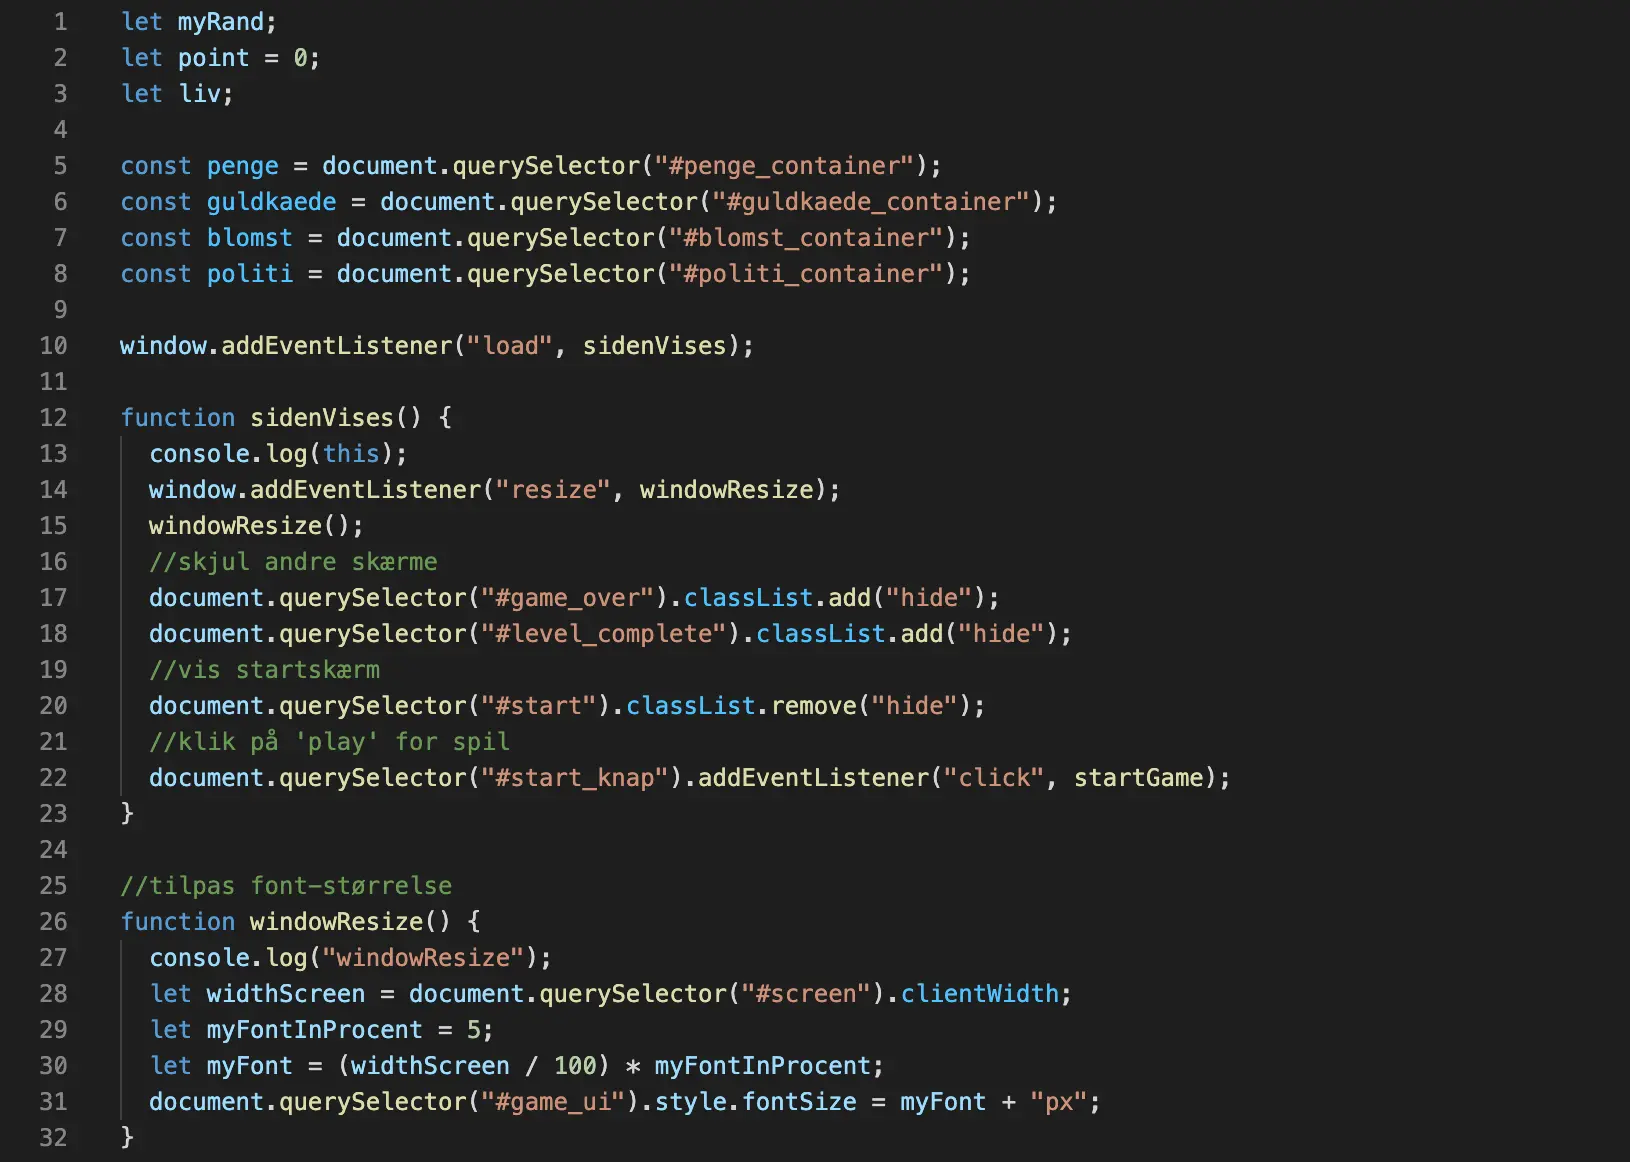 1 let myRand;
2 let point = 0;
3 let liv;
4
5 const penge = document.querySelector("#penge_container");
6 const guldkaede = document.querySelector("#guldkaede_container");
7 const blomst = document.querySelector("#blomst_container");
8 const politi = document.querySelector("#politi_container");
9
10 window.addEventListener("load", sidenVises);
11
12 function sidenVises() {
13   console.log(this);
14   window.addEventListener("resize", windowResize);
15   windowResize();
16   //skjul andre skærme
17   document.querySelector("#game_over").classList.add("hide");
18   document.querySelector("#level_complete").classList.add("hide");
19   //vis startskærm
20   document.querySelector("#start").classList.remove("hide");
21   //klik på 'play' for spil
22   document.querySelector("#start_knap").addEventListener("click", startGame);
23 }
24
25 //tilpas font-størrelse
26 function windowResize() {
27   console.log("windowResize");
28   let widthScreen = document.querySelector("#screen").clientWidth;
29   let myFontInProcent = 5;
30   let myFont = (widthScreen / 100) * myFontInProcent;
31   document.querySelector("#game_ui").style.fontSize = myFont + "px";
32 }